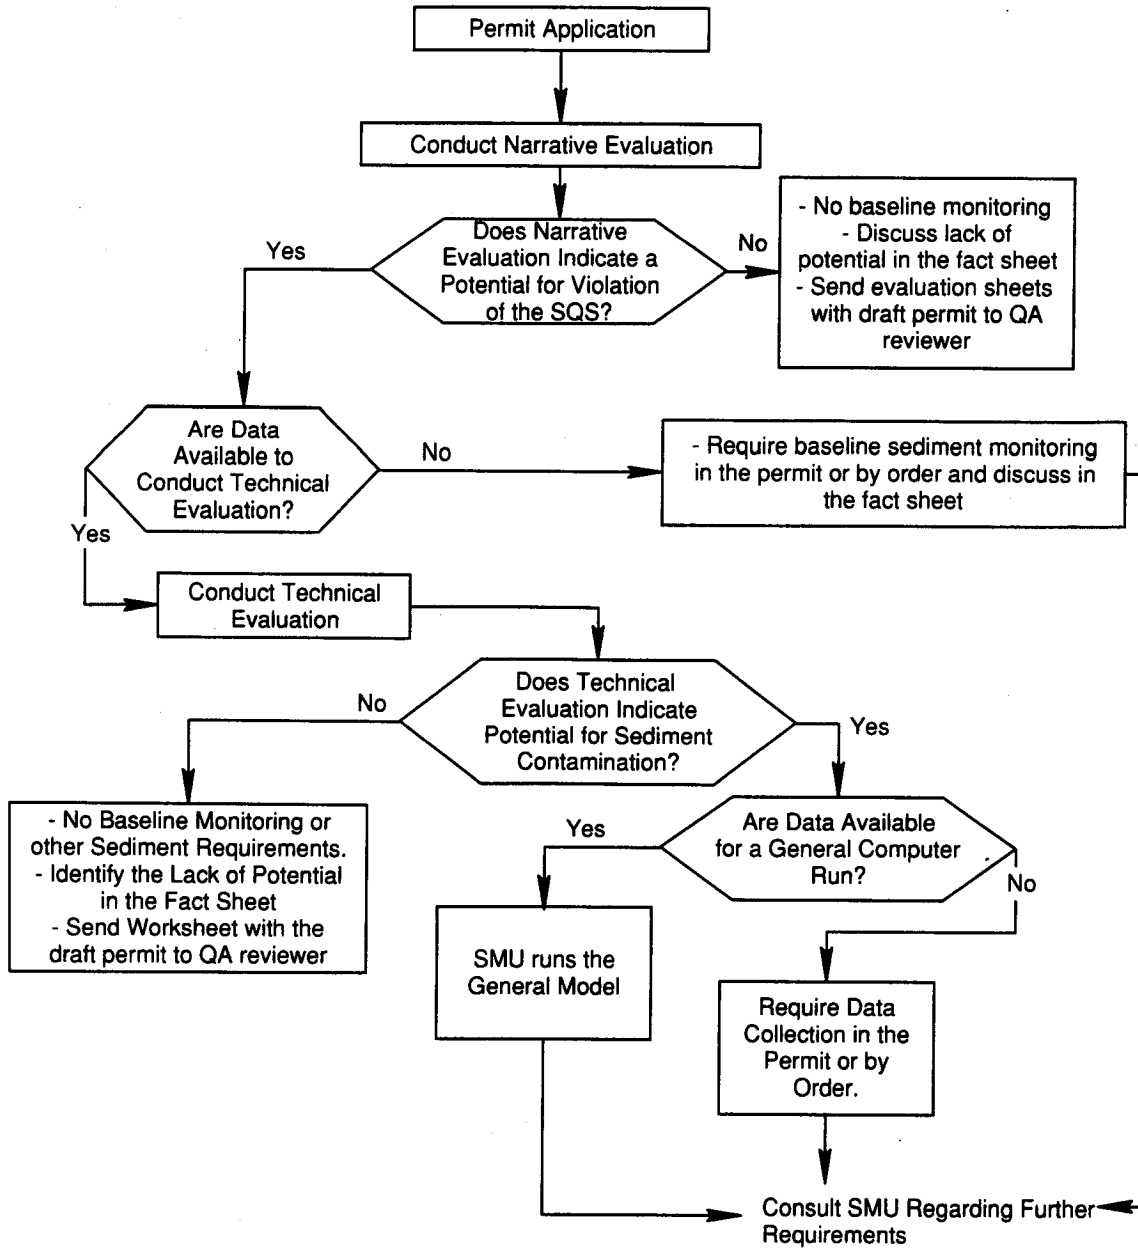 Permit Application
Conduct Narrative Evaluation
Does Narrative
Evaluation Indicate a
Potential for Violation
of the SQS?
Yes
No
- No baseline monitoring
- Discuss lack of
potential in the fact sheet
- Send evaluation sheets
with draft permit to QA
reviewer
Are Data
Available to
Conduct Technical
Evaluation?
No
Yes
- Require baseline sediment monitoring
in the permit or by order and discuss in
the fact sheet
Conduct Technical
Evaluation
Does Technical
Evaluation Indicate
Potential for Sediment
Contamination?
No
Yes
- No Baseline Monitoring or
other Sediment Requirements.
- Identify the Lack of Potential
in the Fact Sheet
- Send Worksheet with the
draft permit to QA reviewer
Are Data Available
for a General Computer
Run?
Yes
No
SMU runs the
General Model
Require Data
Collection in the
Permit or by
Order.
Consult SMU Regarding Further
Requirements